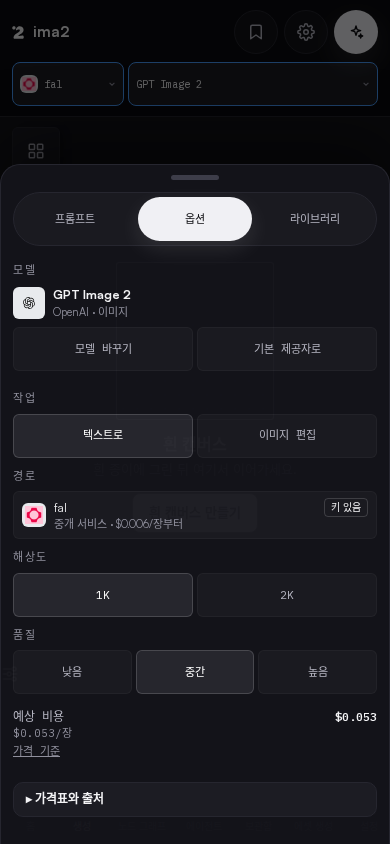 ima2
fal
GPT Image 2
프롬프트
옵션
라이브러리
모델
GPT Image 2
OpenAI · 이미지
모델 바꾸기
기본 제공자로
작업
텍스트로
이미지 편집
경로
fal
키 있음
중개 서비스 · $0.006/장부터
해상도
1K
2K
품질
낮음
중간
높음
예상 비용
$0.053
$0.053/장
가격 기준
▸ 가격표와 출처